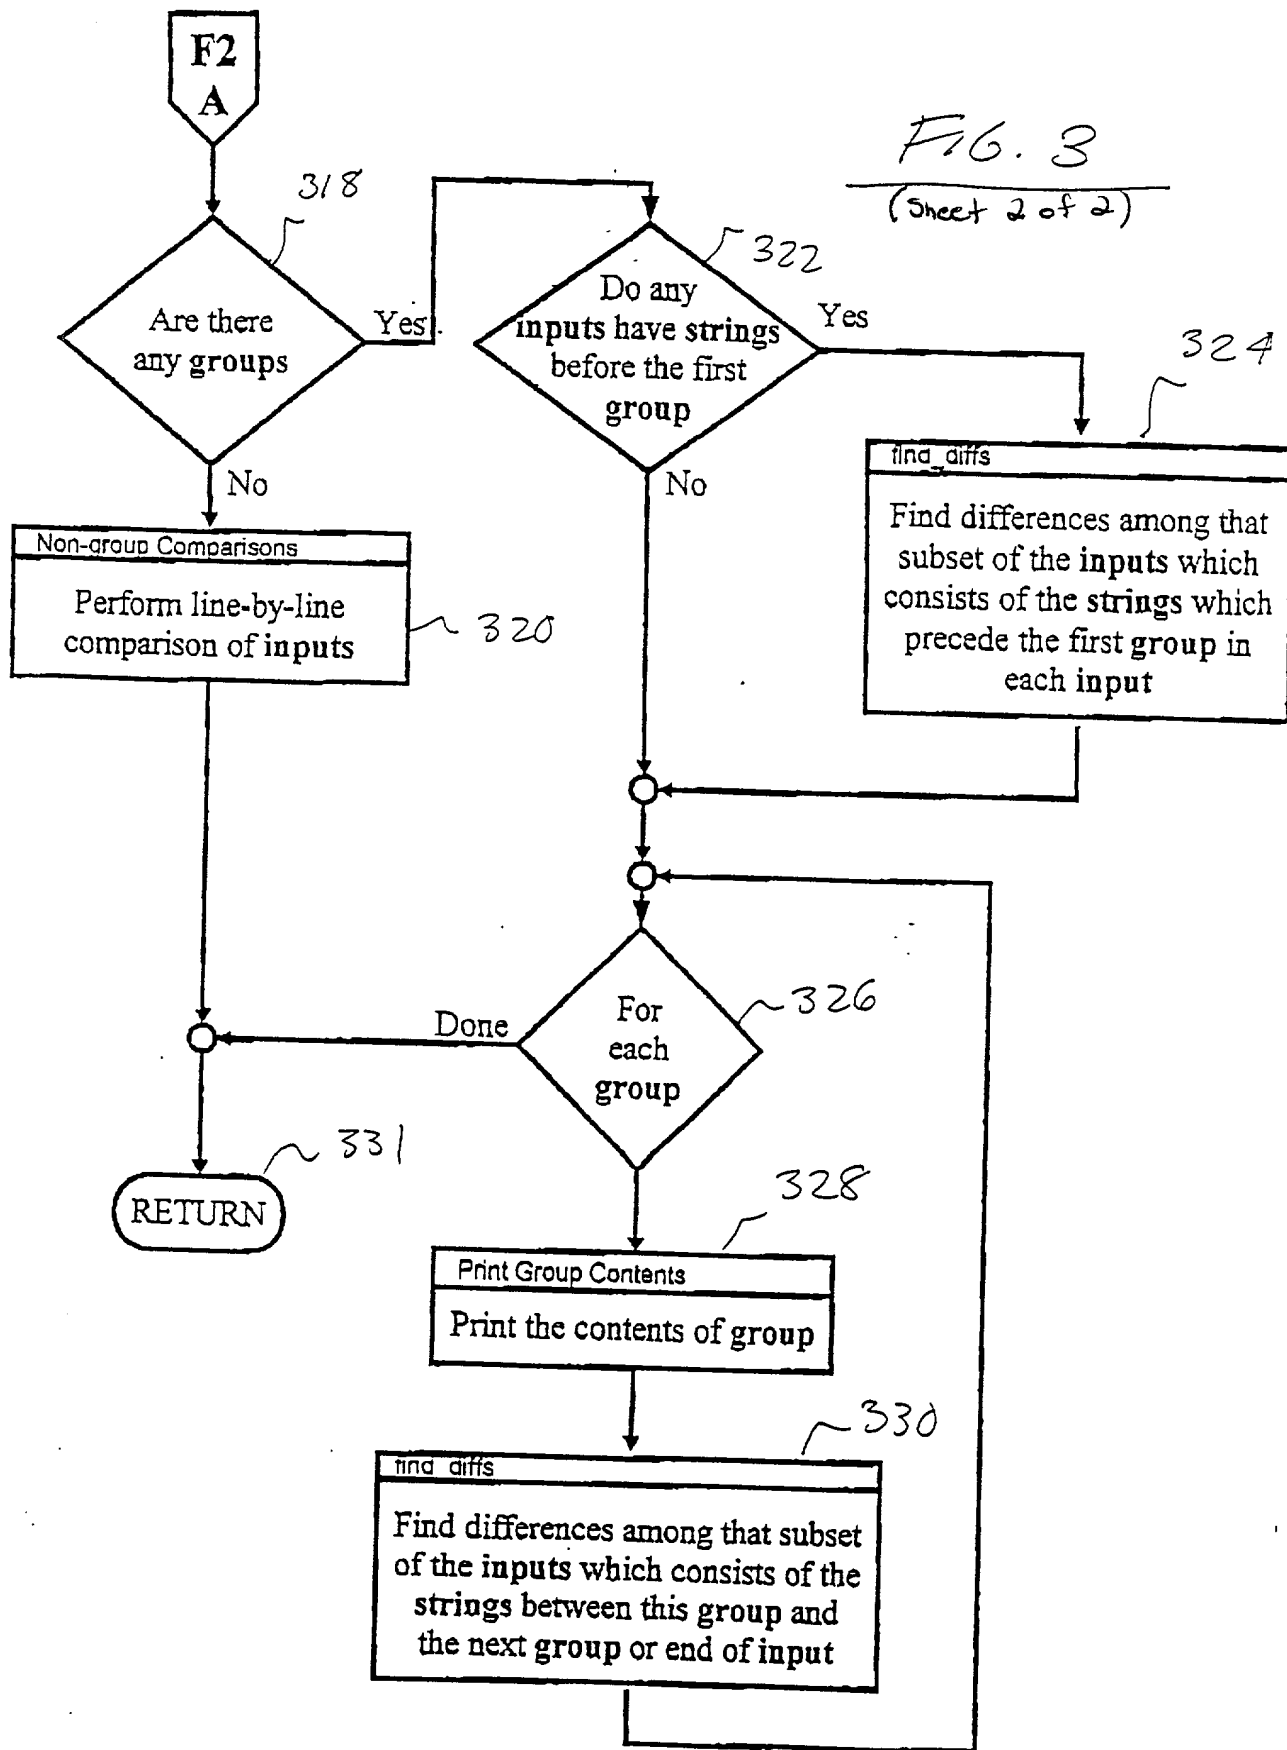 F2
A
FIG. 3
(Sheet 2 of 2)
318
Are there
any groups
Yes
No
322
Do any
inputs have strings
before the first
group
Yes
No
324
find_diffs
Find differences among that
subset of the inputs which
consists of the strings which
precede the first group in
each input
Non-group Comparisons
Perform line-by-line
comparison of inputs
320
326
For
each
group
Done
331
RETURN
328
Print Group Contents
Print the contents of group
330
find_diffs
Find differences among that subset
of the inputs which consists of the
strings between this group and
the next group or end of input